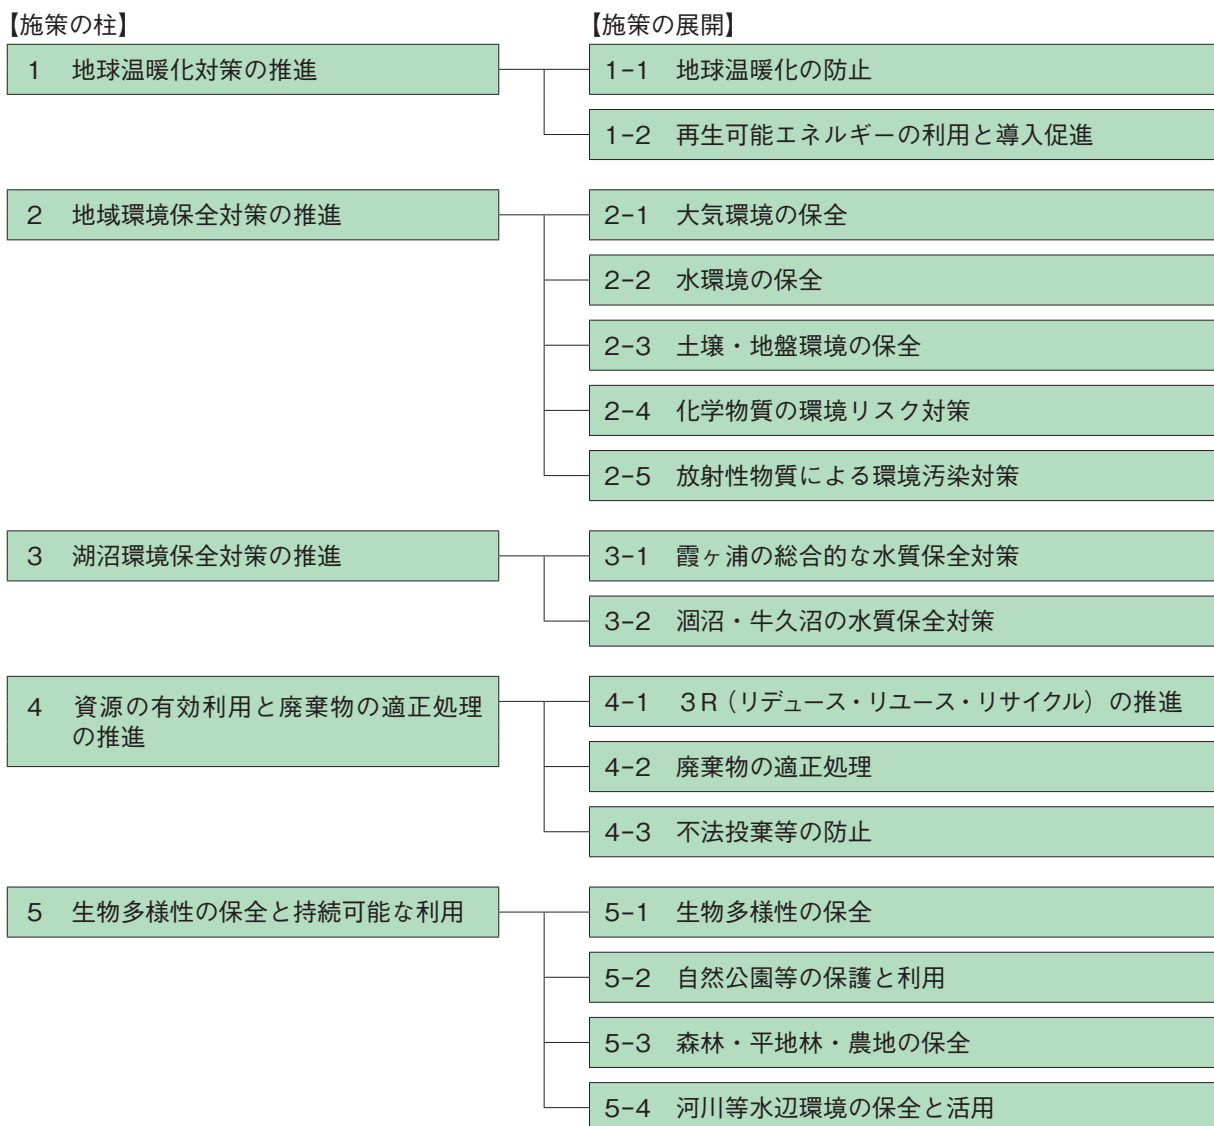 【施策の柱】
【施策の展開】
1 地球温暖化対策の推進
1-1 地球温暖化の防止
1-2 再生可能エネルギーの利用と導入促進
2 地域環境保全対策の推進
2-1 大気環境の保全
2-2 水環境の保全
2-3 土壌・地盤環境の保全
2-4 化学物質の環境リスク対策
2-5 放射性物質による環境汚染対策
3 湖沼環境保全対策の推進
3-1 霞ヶ浦の総合的な水質保全対策
3-2 涸沼・牛久沼の水質保全対策
4 資源の有効利用と廃棄物の適正処理
の推進
4-1 3R（リデュース・リユース・リサイクル）の推進
4-2 廃棄物の適正処理
4-3 不法投棄等の防止
5 生物多様性の保全と持続可能な利用
5-1 生物多様性の保全
5-2 自然公園等の保護と利用
5-3 森林・平地林・農地の保全
5-4 河川等水辺環境の保全と活用